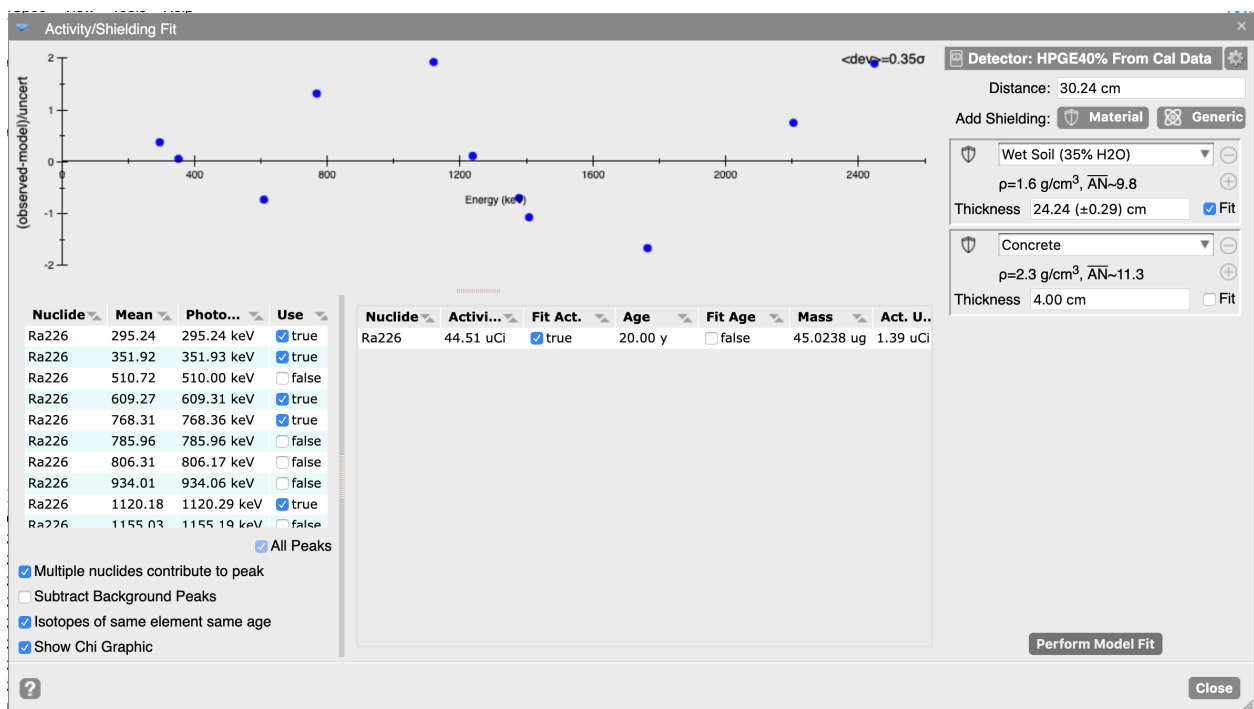 Activity/Shielding Fit
×
<dev>=0.35σ
(observed-model)/uncert
2
1
0
-1
-2
0 400 800 1200 1600 2000 2400
Energy (keV)
Detector: HPGE40% From Cal Data
Distance: 30.24 cm
Add Shielding: Material Generic
Wet Soil (35% H2O)
ρ=1.6 g/cm3, AN~9.8
Thickness 24.24 (±0.29) cm Fit
Concrete
ρ=2.3 g/cm3, AN~11.3
Thickness 4.00 cm Fit
Nuclide Mean Photo... Use
Ra226 295.24 295.24 keV true
Ra226 351.92 351.93 keV true
Ra226 510.72 510.00 keV false
Ra226 609.27 609.31 keV true
Ra226 768.31 768.36 keV true
Ra226 785.96 785.96 keV false
Ra226 806.31 806.17 keV false
Ra226 934.01 934.06 keV false
Ra226 1120.18 1120.29 keV true
Ra226 1155.03 1155.19 keV false
All Peaks
Multiple nuclides contribute to peak
Subtract Background Peaks
Isotopes of same element same age
Show Chi Graphic
Nuclide Activi... Fit Act. Age Fit Age Mass Act. U..
Ra226 44.51 uCi true 20.00 y false 45.0238 ug 1.39 uCi
Perform Model Fit
?
Close